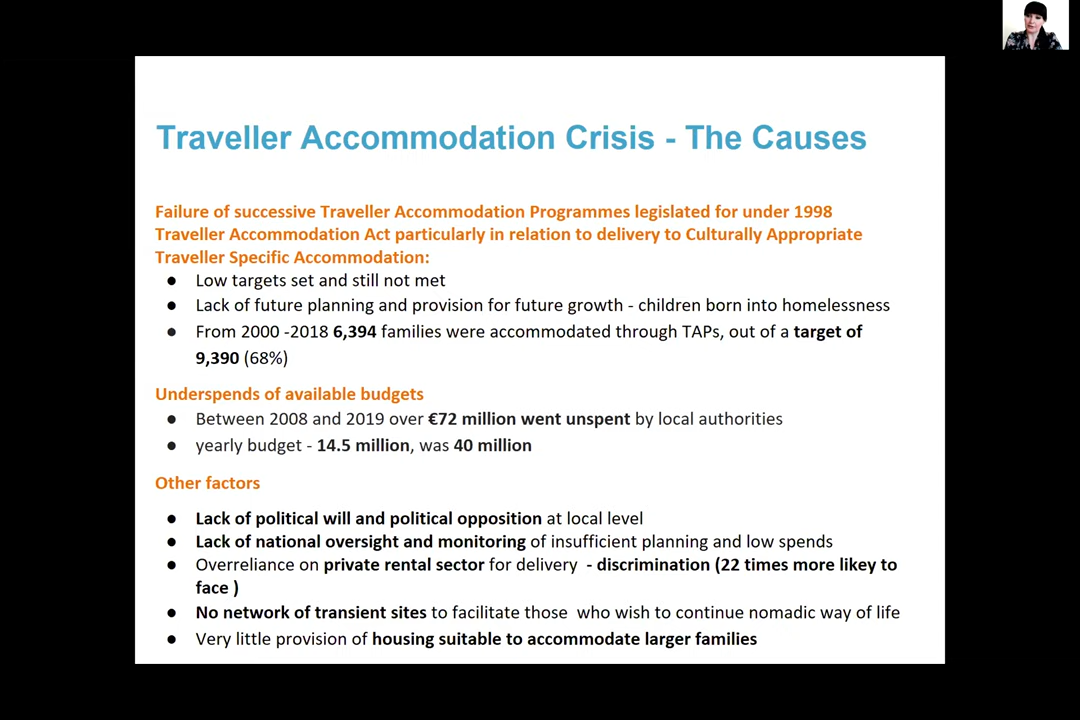 Traveller Accommodation Crisis - The Causes
Failure of successive Traveller Accommodation Programmes legislated for under 1998
Traveller Accommodation Act particularly in relation to delivery to Culturally Appropriate
Traveller Specific Accommodation:
● Low targets set and still not met
● Lack of future planning and provision for future growth - children born into homelessness
● From 2000 -2018 6,394 families were accommodated through TAPs, out of a target of
9,390 (68%)
Underspends of available budgets
● Between 2008 and 2019 over €72 million went unspent by local authorities
● yearly budget - 14.5 million, was 40 million
Other factors
● Lack of political will and political opposition at local level
● Lack of national oversight and monitoring of insufficient planning and low spends
● Overreliance on private rental sector for delivery - discrimination (22 times more likey to
face )
● No network of transient sites to facilitate those who wish to continue nomadic way of life
● Very little provision of housing suitable to accommodate larger families